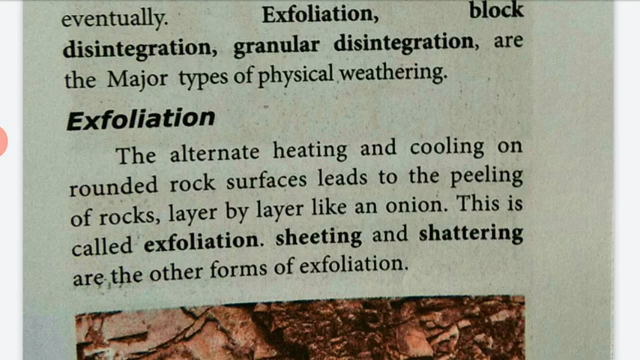 eventually. Exfoliation, block
disintegration, granular disintegration, are
the Major types of physical weathering.
Exfoliation
The alternate heating and cooling on
rounded rock surfaces leads to the peeling
of rocks, layer by layer like an onion. This is
called exfoliation. sheeting and shattering
are the other forms of exfoliation.